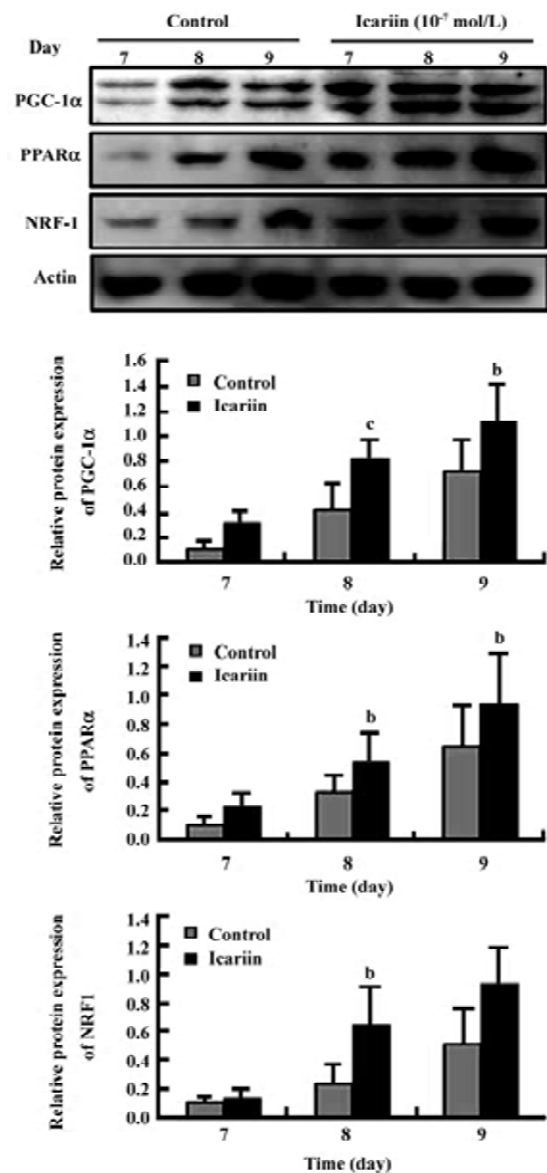 Control Icariin (10⁻⁷ mol/L)
Day 7 8 9 7 8 9
PGC-1α
PPARα
NRF-1
Actin
Relative protein expression
of PGC-1α
1.6
1.4
1.2
1.0
0.8
0.6
0.4
0.2
0.0
Control
Icariin
c
b
7 8 9
Time (day)
Relative protein expression
of PPARα
1.4
1.2
1.0
0.8
0.6
0.4
0.2
0.0
Control
Icariin
b
b
7 8 9
Time (day)
Relative protein expression
of NRF1
1.4
1.2
1.0
0.8
0.6
0.4
0.2
0.0
Control
Icariin
b
7 8 9
Time (day)